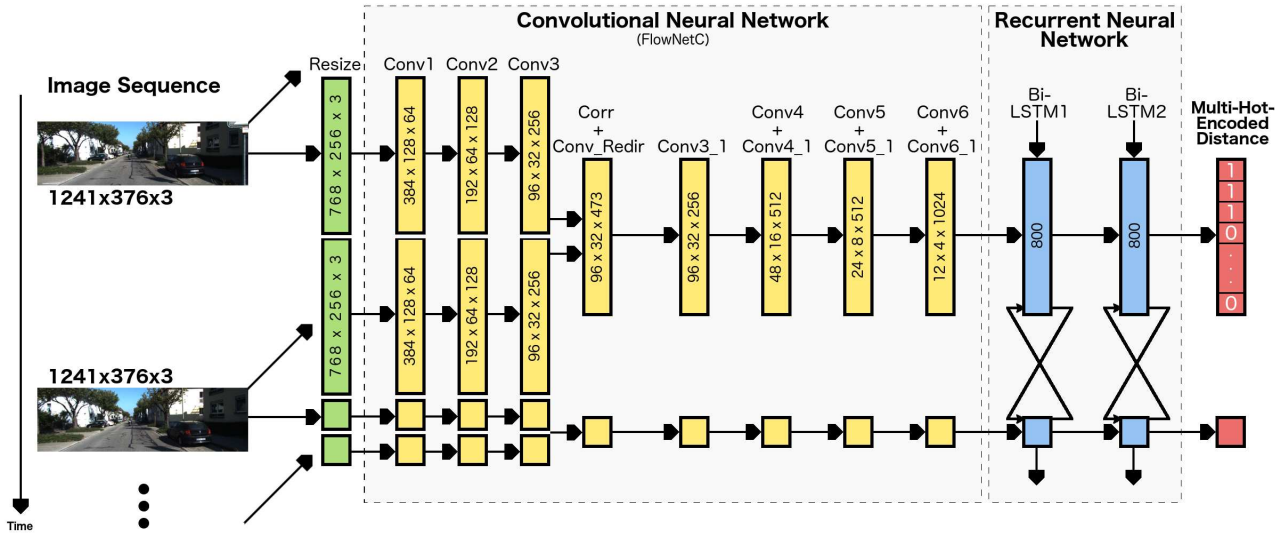 Convolutional Neural Network
(FlowNetC)
Recurrent Neural
Network
Image Sequence
Resize
Conv1
Conv2
Conv3
Corr
+
Conv_Redir
Conv3_1
Conv4
+
Conv4_1
Conv5
+
Conv5_1
Conv6
+
Conv6_1
Bi-
LSTM1
Bi-
LSTM2
Multi-Hot-
Encoded
Distance
1241x376x3
768 x 256 x 3
384 x 128 x 64
192 x 64 x 128
96 x 32 x 256
96 x 32 x 473
96 x 32 x 256
48 x 16 x 512
24 x 8 x 512
12 x 4 x 1024
800
800
1
1
1
0
.
.
.
0
768 x 256 x 3
384 x 128 x 64
192 x 64 x 128
96 x 32 x 256
1241x376x3
Time